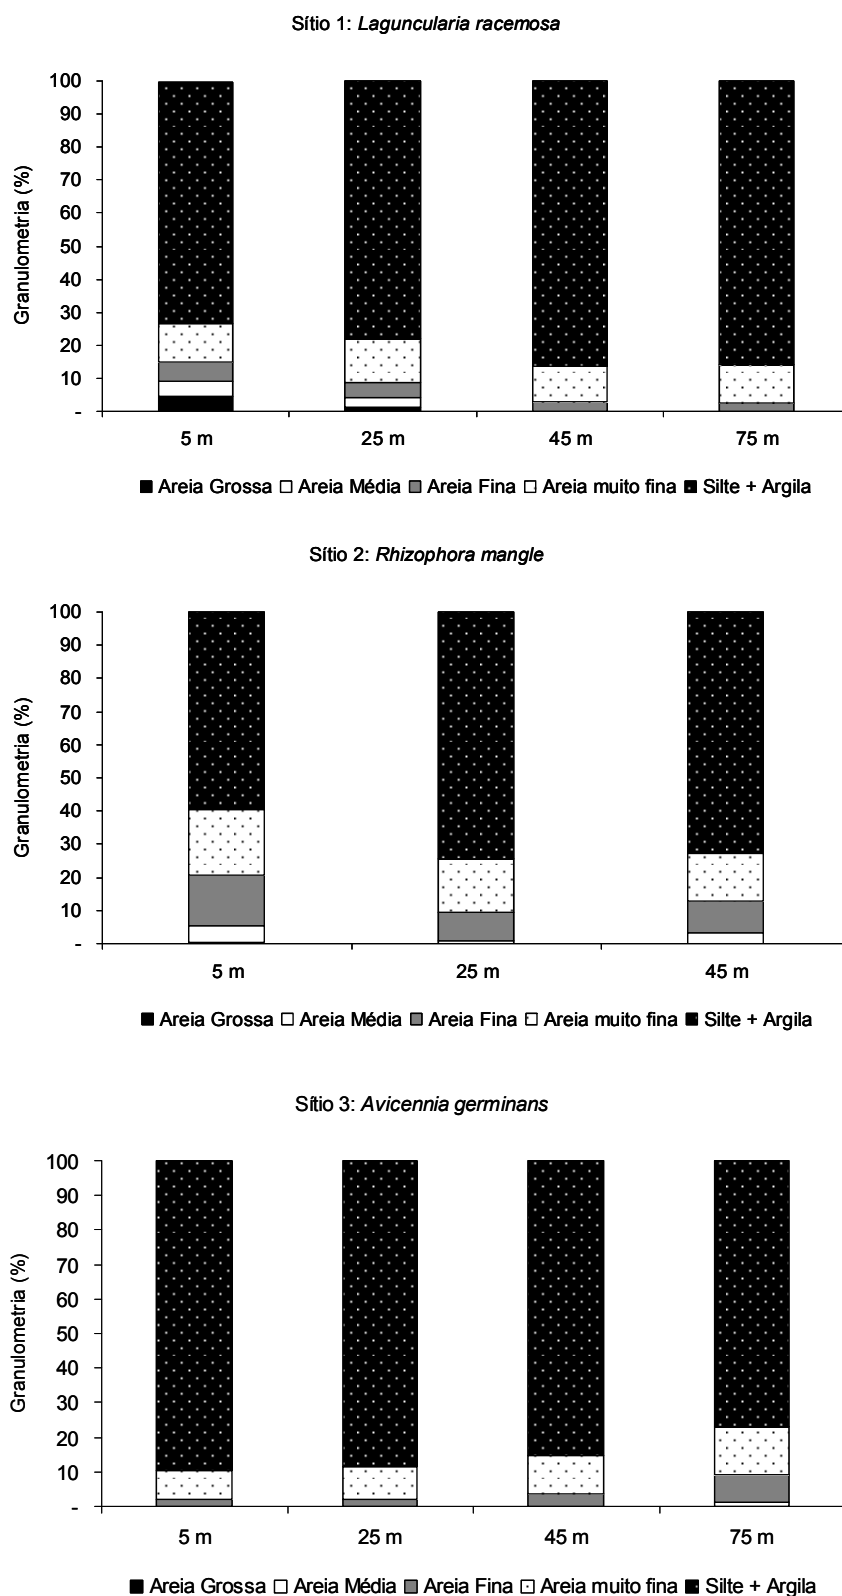 Sítio 1: Laguncularia racemosa
100
90
80
70
60
50
40
30
20
10
-
Granulometria (%)
5 m 25 m 45 m 75 m
Areia Grossa Areia Média Areia Fina Areia muito fina Silte + Argila
Sítio 2: Rhizophora mangle
100
90
80
70
60
50
40
30
20
10
-
Granulometria (%)
5 m 25 m 45 m
Areia Grossa Areia Média Areia Fina Areia muito fina Silte + Argila
Sítio 3: Avicennia germinans
100
90
80
70
60
50
40
30
20
10
-
Granulometria (%)
5 m 25 m 45 m 75 m
Areia Grossa Areia Média Areia Fina Areia muito fina Silte + Argila